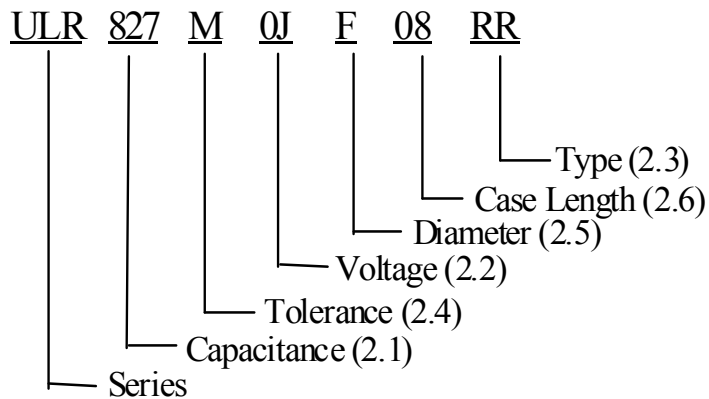 ULR 827 M 0J F 08 RR
Type (2.3)
Case Length (2.6)
Diameter (2.5)
Voltage (2.2)
Tolerance (2.4)
Capacitance (2.1)
Series